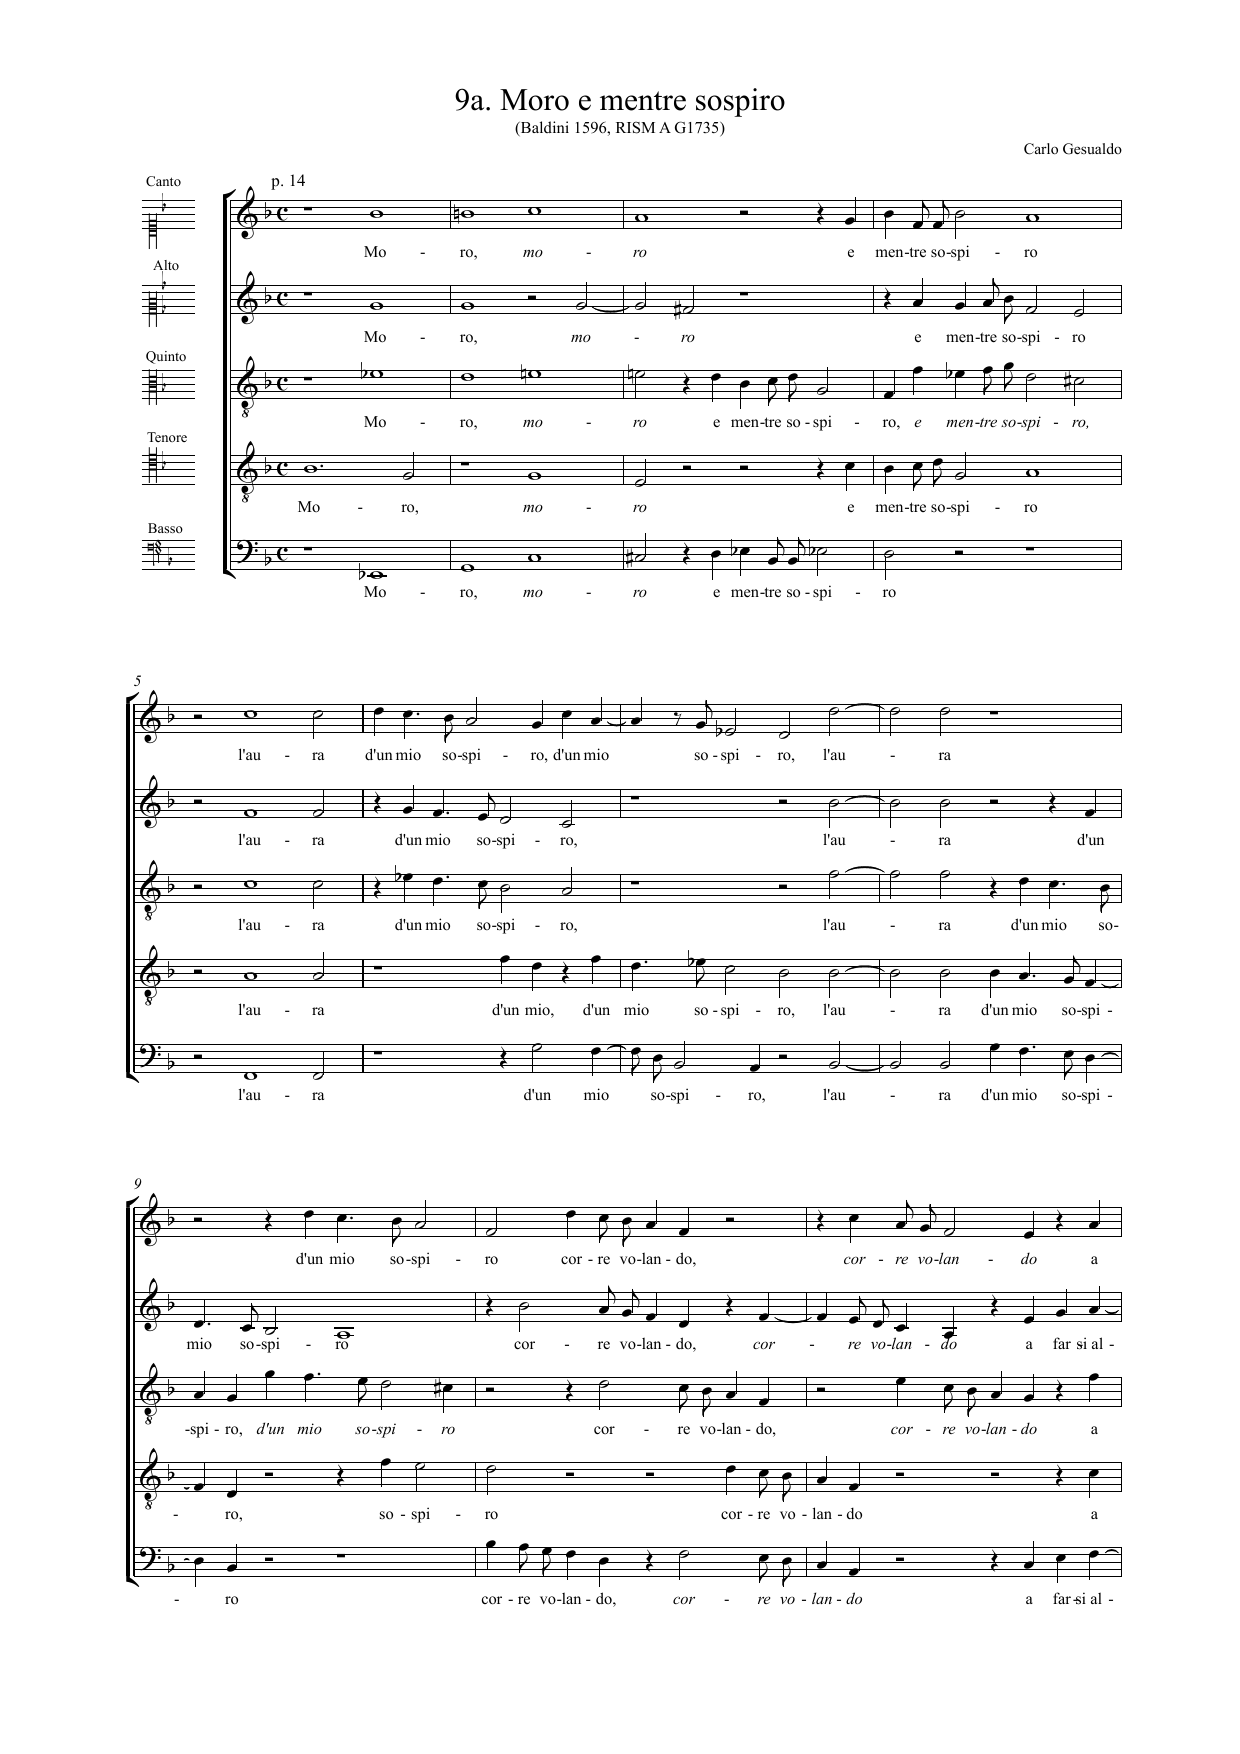 9a. Moro e mentre sospiro
(Baldini 1596, RISM A G1735)
Carlo Gesualdo
Canto
p. 14
Mo - ro, mo - ro e men-tre so-spi - ro
Alto
Mo - ro, mo - ro e men-tre so-spi - ro
Quinto
8
Mo - ro, mo - ro e men-tre so - spi - ro, e men-tre so-spi - ro,
Tenore
8
Mo - ro, mo - ro e men-tre so-spi - ro
Basso
Mo - ro, mo - ro e men-tre so - spi - ro
5
l'au - ra d'un mio so-spi - ro, d'un mio so - spi - ro, l'au - ra
l'au - ra d'un mio so-spi - ro, l'au - ra d'un
8
l'au - ra d'un mio so-spi - ro, l'au - ra d'un mio so-
8
l'au - ra d'un mio, d'un mio so - spi - ro, l'au - ra d'un mio so-spi -
l'au - ra d'un mio so-spi - ro, l'au - ra d'un mio so-spi -
9
d'un mio so-spi - ro cor - re vo-lan - do, cor - re vo-lan - do a
mio so-spi - ro cor - re vo-lan - do, cor - re vo-lan - do a far-si al -
8
-spi - ro, d'un mio so-spi - ro cor - re vo-lan - do, cor - re vo-lan - do a
8
- ro, so - spi - ro cor - re vo - lan - do a
- ro cor - re vo-lan - do, cor - re vo - lan - do a far-si al -